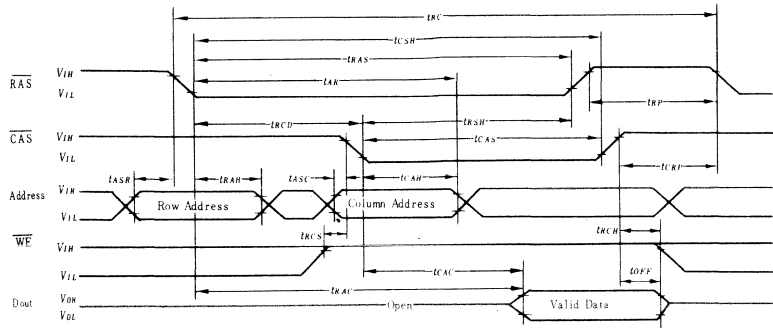 tRC
tCSH
tRAS
tAR
RAS VIH
VIL
tRP
tRCD
tRSH
CAS VIH
VIL
tCAS
tCRP
tASR
tRAH
tASC
tCAH
Address VIH
VIL
Row Address
Column Address
WE VIH
VIL
tRCS
tRCH
tCAC
tOFF
tRAC
Dout VOH
VOL
Open
Valid Data